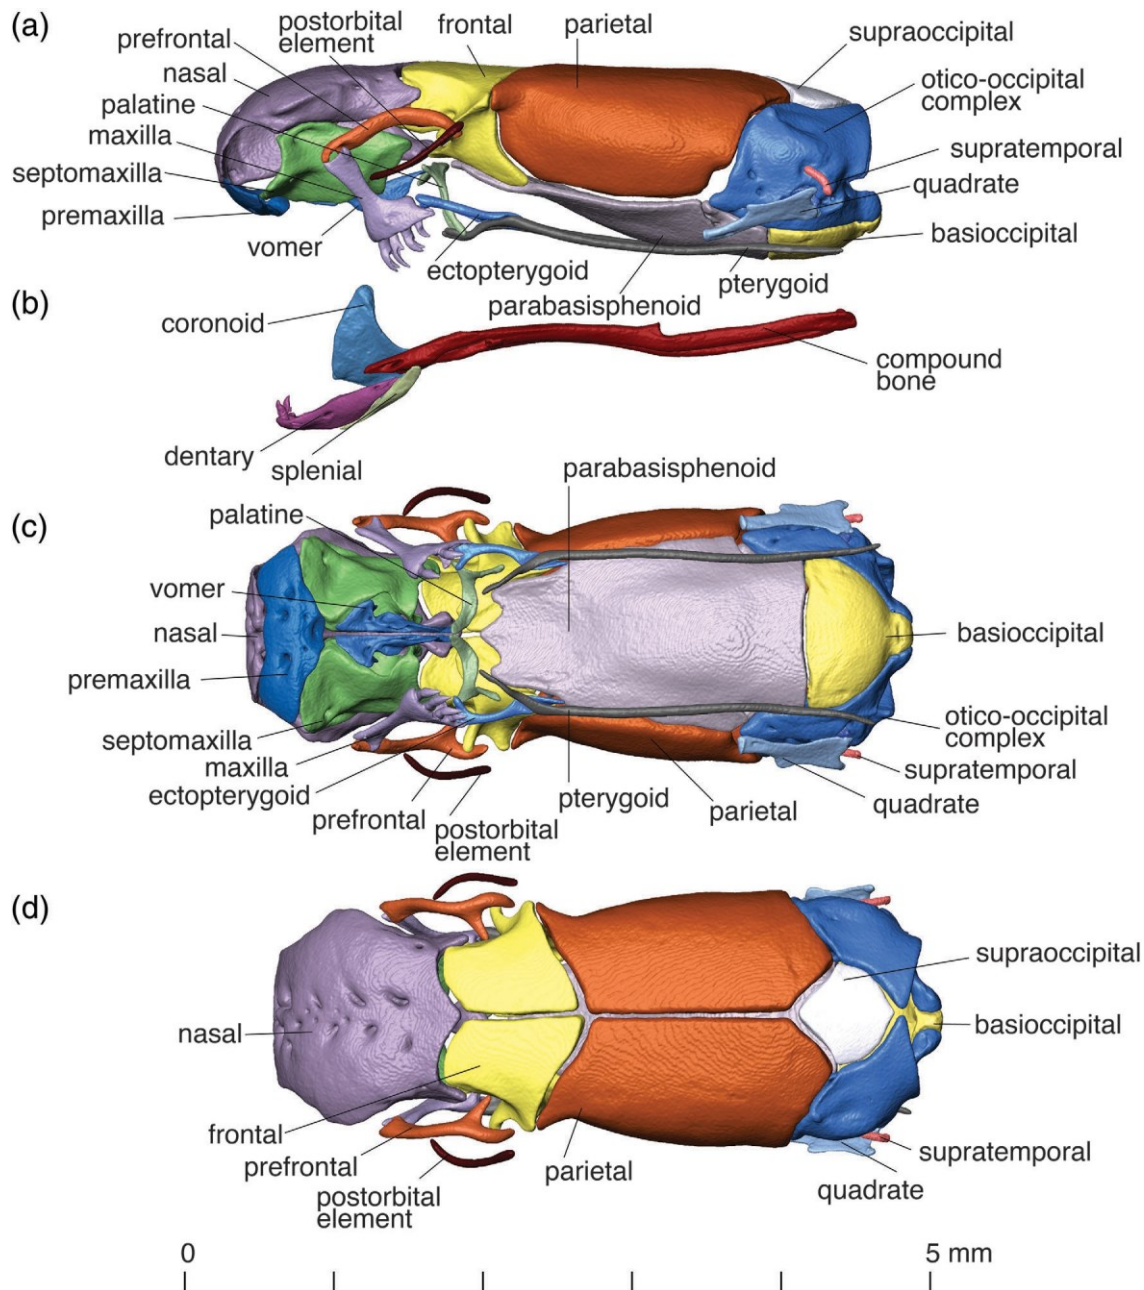 (a)
prefrontal
postorbital
element
frontal
parietal
supraoccipital
nasal
otico-occipital
complex
palatine
maxilla
supratemporal
septomaxilla
quadrate
premaxilla
vomer
basioccipital
ectopterygoid
pterygoid
parabasisphenoid
(b)
coronoid
compound
bone
dentary
splenial
(c)
parabasisphenoid
palatine
vomer
nasal
basioccipital
premaxilla
septomaxilla
otico-occipital
complex
maxilla
ectopterygoid
supratemporal
pterygoid
parietal
quadrate
prefrontal
postorbital
element
(d)
supraoccipital
nasal
basioccipital
frontal
prefrontal
parietal
supratemporal
postorbital
element
quadrate
0
5 mm